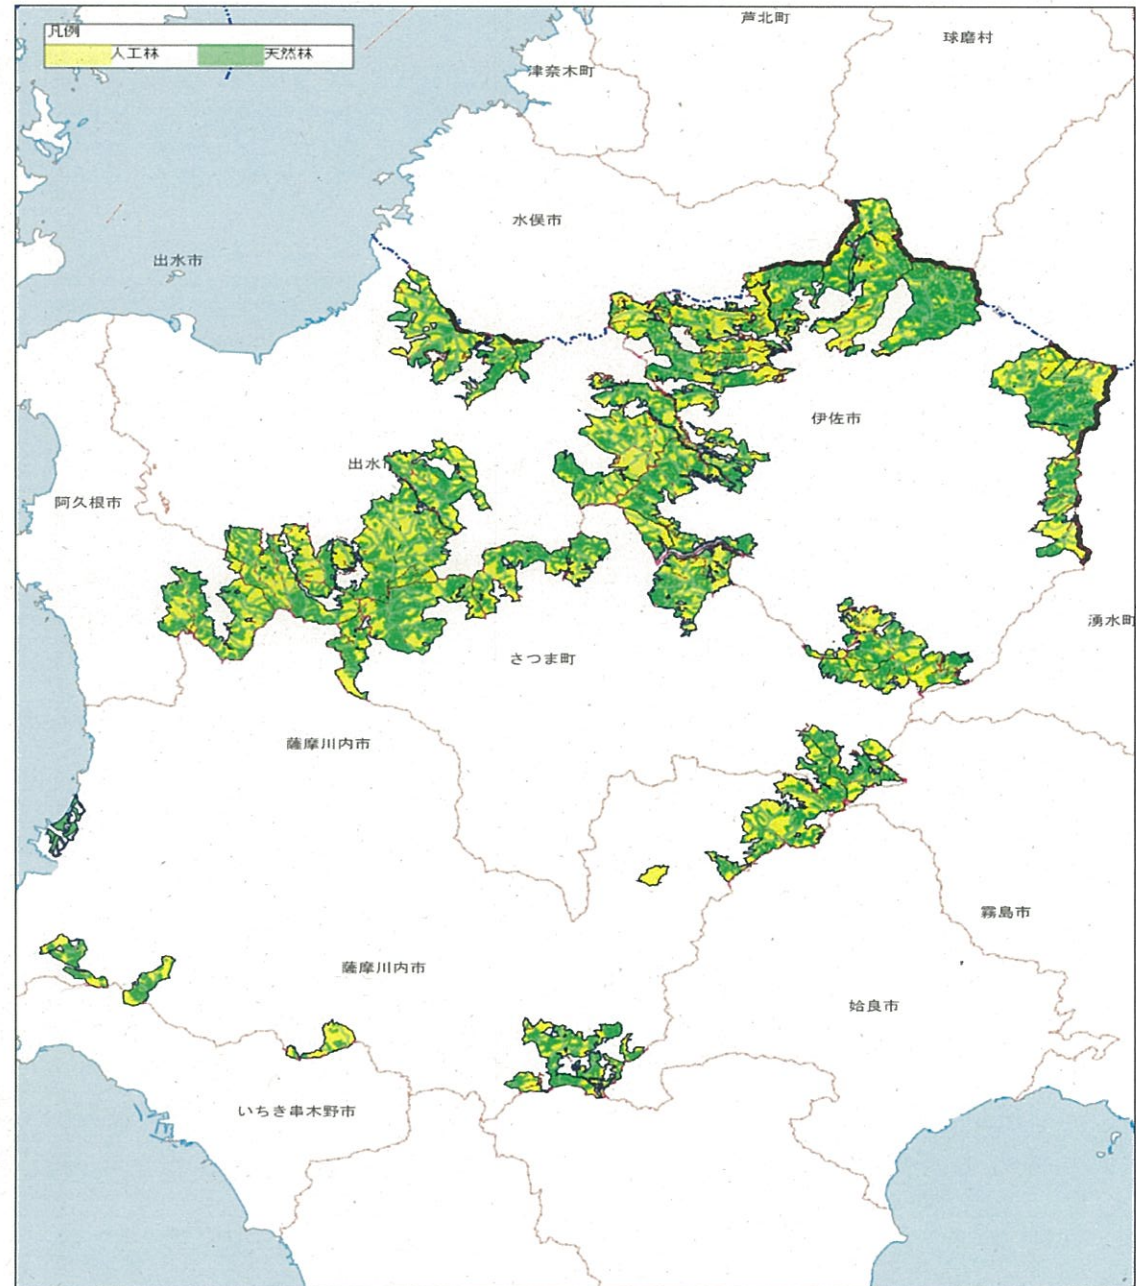 凡例
人工林 天然林
芦北町
球磨村
津奈木町
水俣市
出水市
伊佐市
出水
阿久根市
湧水町
さつま町
薩摩川内市
霧島市
薩摩川内市
姶良市
いちき串木野市